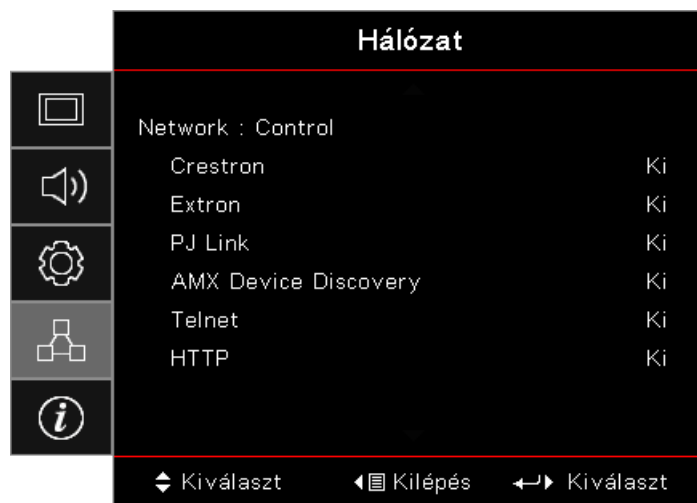 Hálózat
Network : Control
Crestron Ki
Extron Ki
PJ Link Ki
AMX Device Discovery Ki
Telnet Ki
HTTP Ki
Kiválaszt Kilépés Kiválaszt